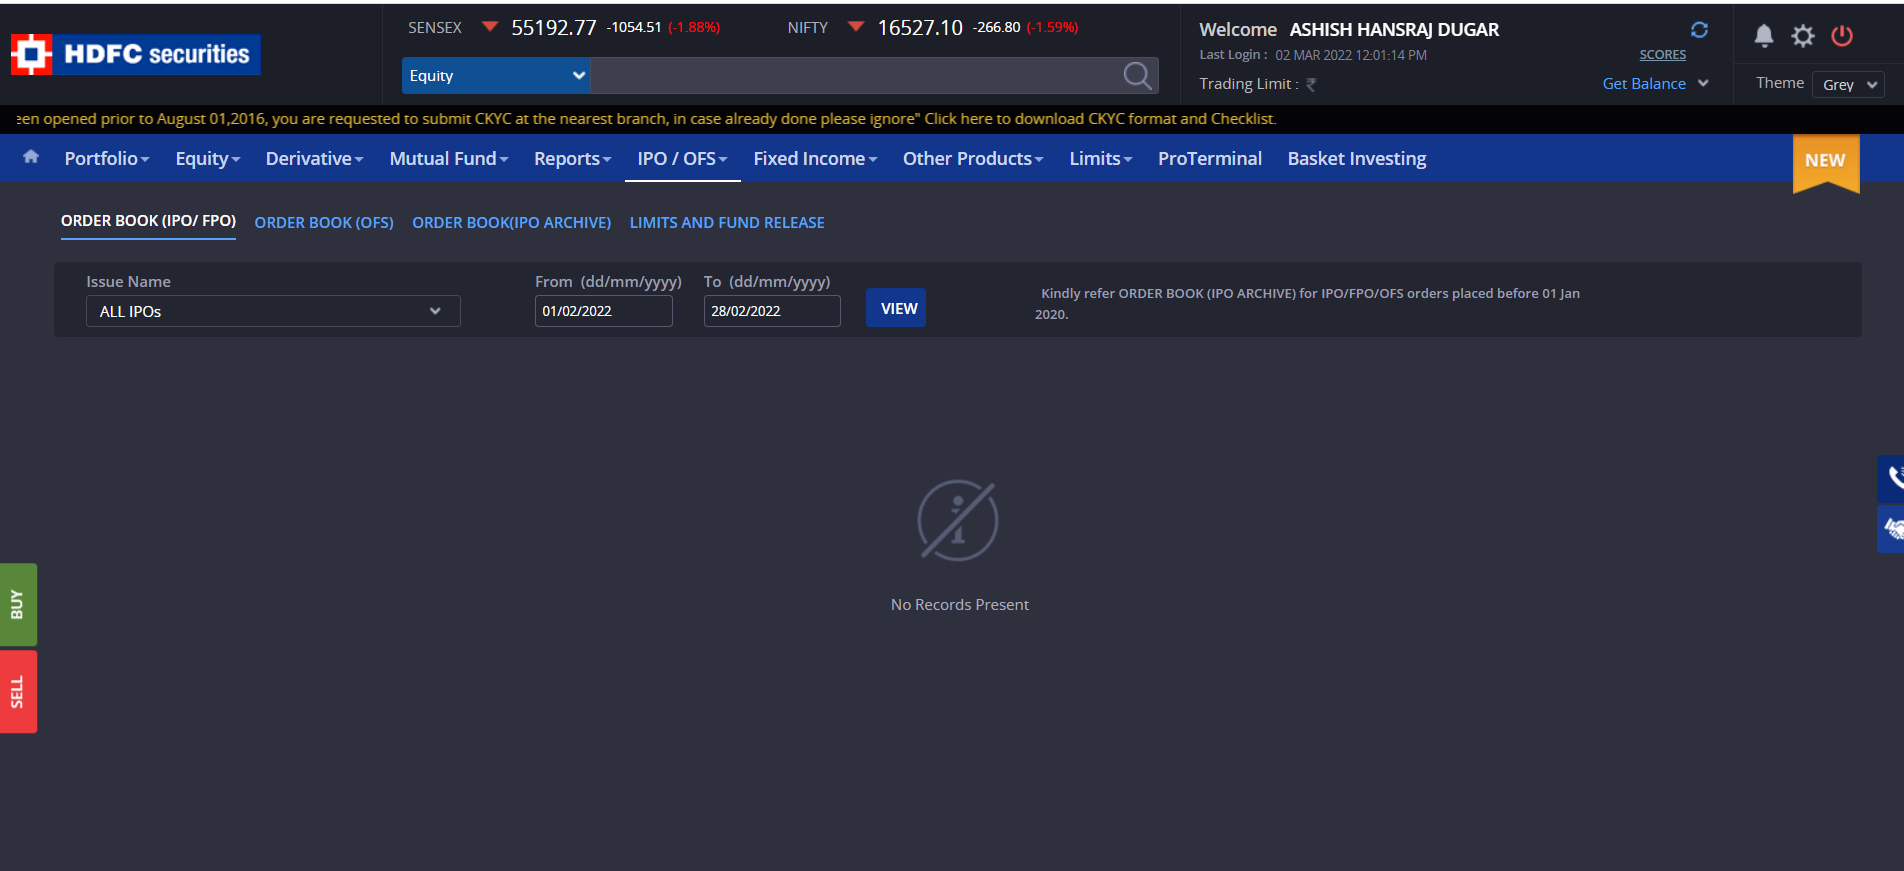 HDFC securities
SENSEX 55192.77 -1054.51 (-1.88%) NIFTY 16527.10 -266.80 (-1.59%)
Equity
Welcome ASHISH HANSRAJ DUGAR
Last Login : 02 MAR 2022 12:01:14 PM SCORES
Trading Limit : ₹ Get Balance
Theme Grey
een opened prior to August 01,2016, you are requested to submit CKYC at the nearest branch, in case already done please ignore" Click here to download CKYC format and Checklist.
Portfolio Equity Derivative Mutual Fund Reports IPO / OFS Fixed Income Other Products Limits ProTerminal Basket Investing NEW
ORDER BOOK (IPO/ FPO) ORDER BOOK (OFS) ORDER BOOK(IPO ARCHIVE) LIMITS AND FUND RELEASE
Issue Name From (dd/mm/yyyy) To (dd/mm/yyyy)
ALL IPOs 01/02/2022 28/02/2022 VIEW
Kindly refer ORDER BOOK (IPO ARCHIVE) for IPO/FPO/OFS orders placed before 01 Jan
2020.
No Records Present
BUY
SELL